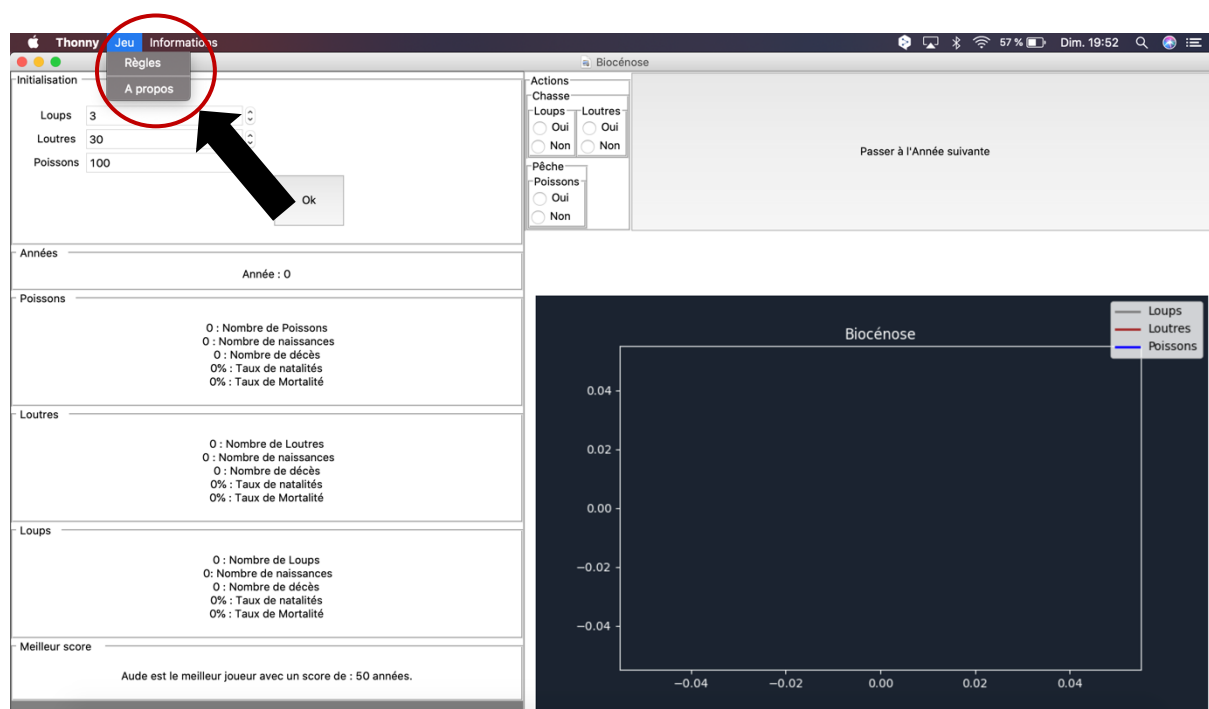 Thonny Jeu Informations 57 % Dim. 19:52
Règles
A propos
Biocénose
Initialisation
Loups 3
Loutres 30
Poissons 100
Ok
Actions
Chasse
Loups Loutres
Oui Oui
Non Non
Pêche
Poissons
Oui
Non
Passer à l'Année suivante
Années
Année : 0
Poissons
0 : Nombre de Poissons
0 : Nombre de naissances
0 : Nombre de décès
0% : Taux de natalités
0% : Taux de Mortalité
Loutres
0 : Nombre de Loutres
0 : Nombre de naissances
0 : Nombre de décès
0% : Taux de natalités
0% : Taux de Mortalité
Loups
0 : Nombre de Loups
0: Nombre de naissances
0 : Nombre de décès
0% : Taux de natalités
0% : Taux de Mortalité
Meilleur score
Aude est le meilleur joueur avec un score de : 50 années.
Biocénose
Loups
Loutres
Poissons
0.04
0.02
0.00
−0.02
−0.04
−0.04 −0.02 0.00 0.02 0.04